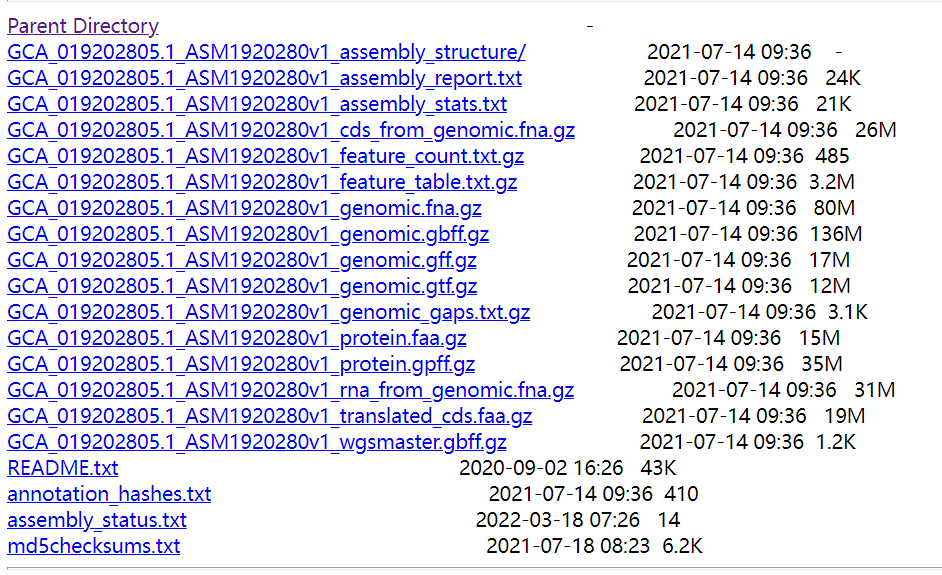 Parent Directory -
GCA_019202805.1_ASM1920280v1_assembly_structure/ 2021-07-14 09:36 -
GCA_019202805.1_ASM1920280v1_assembly_report.txt 2021-07-14 09:36 24K
GCA_019202805.1_ASM1920280v1_assembly_stats.txt 2021-07-14 09:36 21K
GCA_019202805.1_ASM1920280v1_cds_from_genomic.fna.gz 2021-07-14 09:36 26M
GCA_019202805.1_ASM1920280v1_feature_count.txt.gz 2021-07-14 09:36 485
GCA_019202805.1_ASM1920280v1_feature_table.txt.gz 2021-07-14 09:36 3.2M
GCA_019202805.1_ASM1920280v1_genomic.fna.gz 2021-07-14 09:36 80M
GCA_019202805.1_ASM1920280v1_genomic.gbff.gz 2021-07-14 09:36 136M
GCA_019202805.1_ASM1920280v1_genomic.gff.gz 2021-07-14 09:36 17M
GCA_019202805.1_ASM1920280v1_genomic.gtf.gz 2021-07-14 09:36 12M
GCA_019202805.1_ASM1920280v1_genomic_gaps.txt.gz 2021-07-14 09:36 3.1K
GCA_019202805.1_ASM1920280v1_protein.faa.gz 2021-07-14 09:36 15M
GCA_019202805.1_ASM1920280v1_protein.gpff.gz 2021-07-14 09:36 35M
GCA_019202805.1_ASM1920280v1_rna_from_genomic.fna.gz 2021-07-14 09:36 31M
GCA_019202805.1_ASM1920280v1_translated_cds.faa.gz 2021-07-14 09:36 19M
GCA_019202805.1_ASM1920280v1_wgsmaster.gbff.gz 2021-07-14 09:36 1.2K
README.txt 2020-09-02 16:26 43K
annotation_hashes.txt 2021-07-14 09:36 410
assembly_status.txt 2022-03-18 07:26 14
md5checksums.txt 2021-07-18 08:23 6.2K